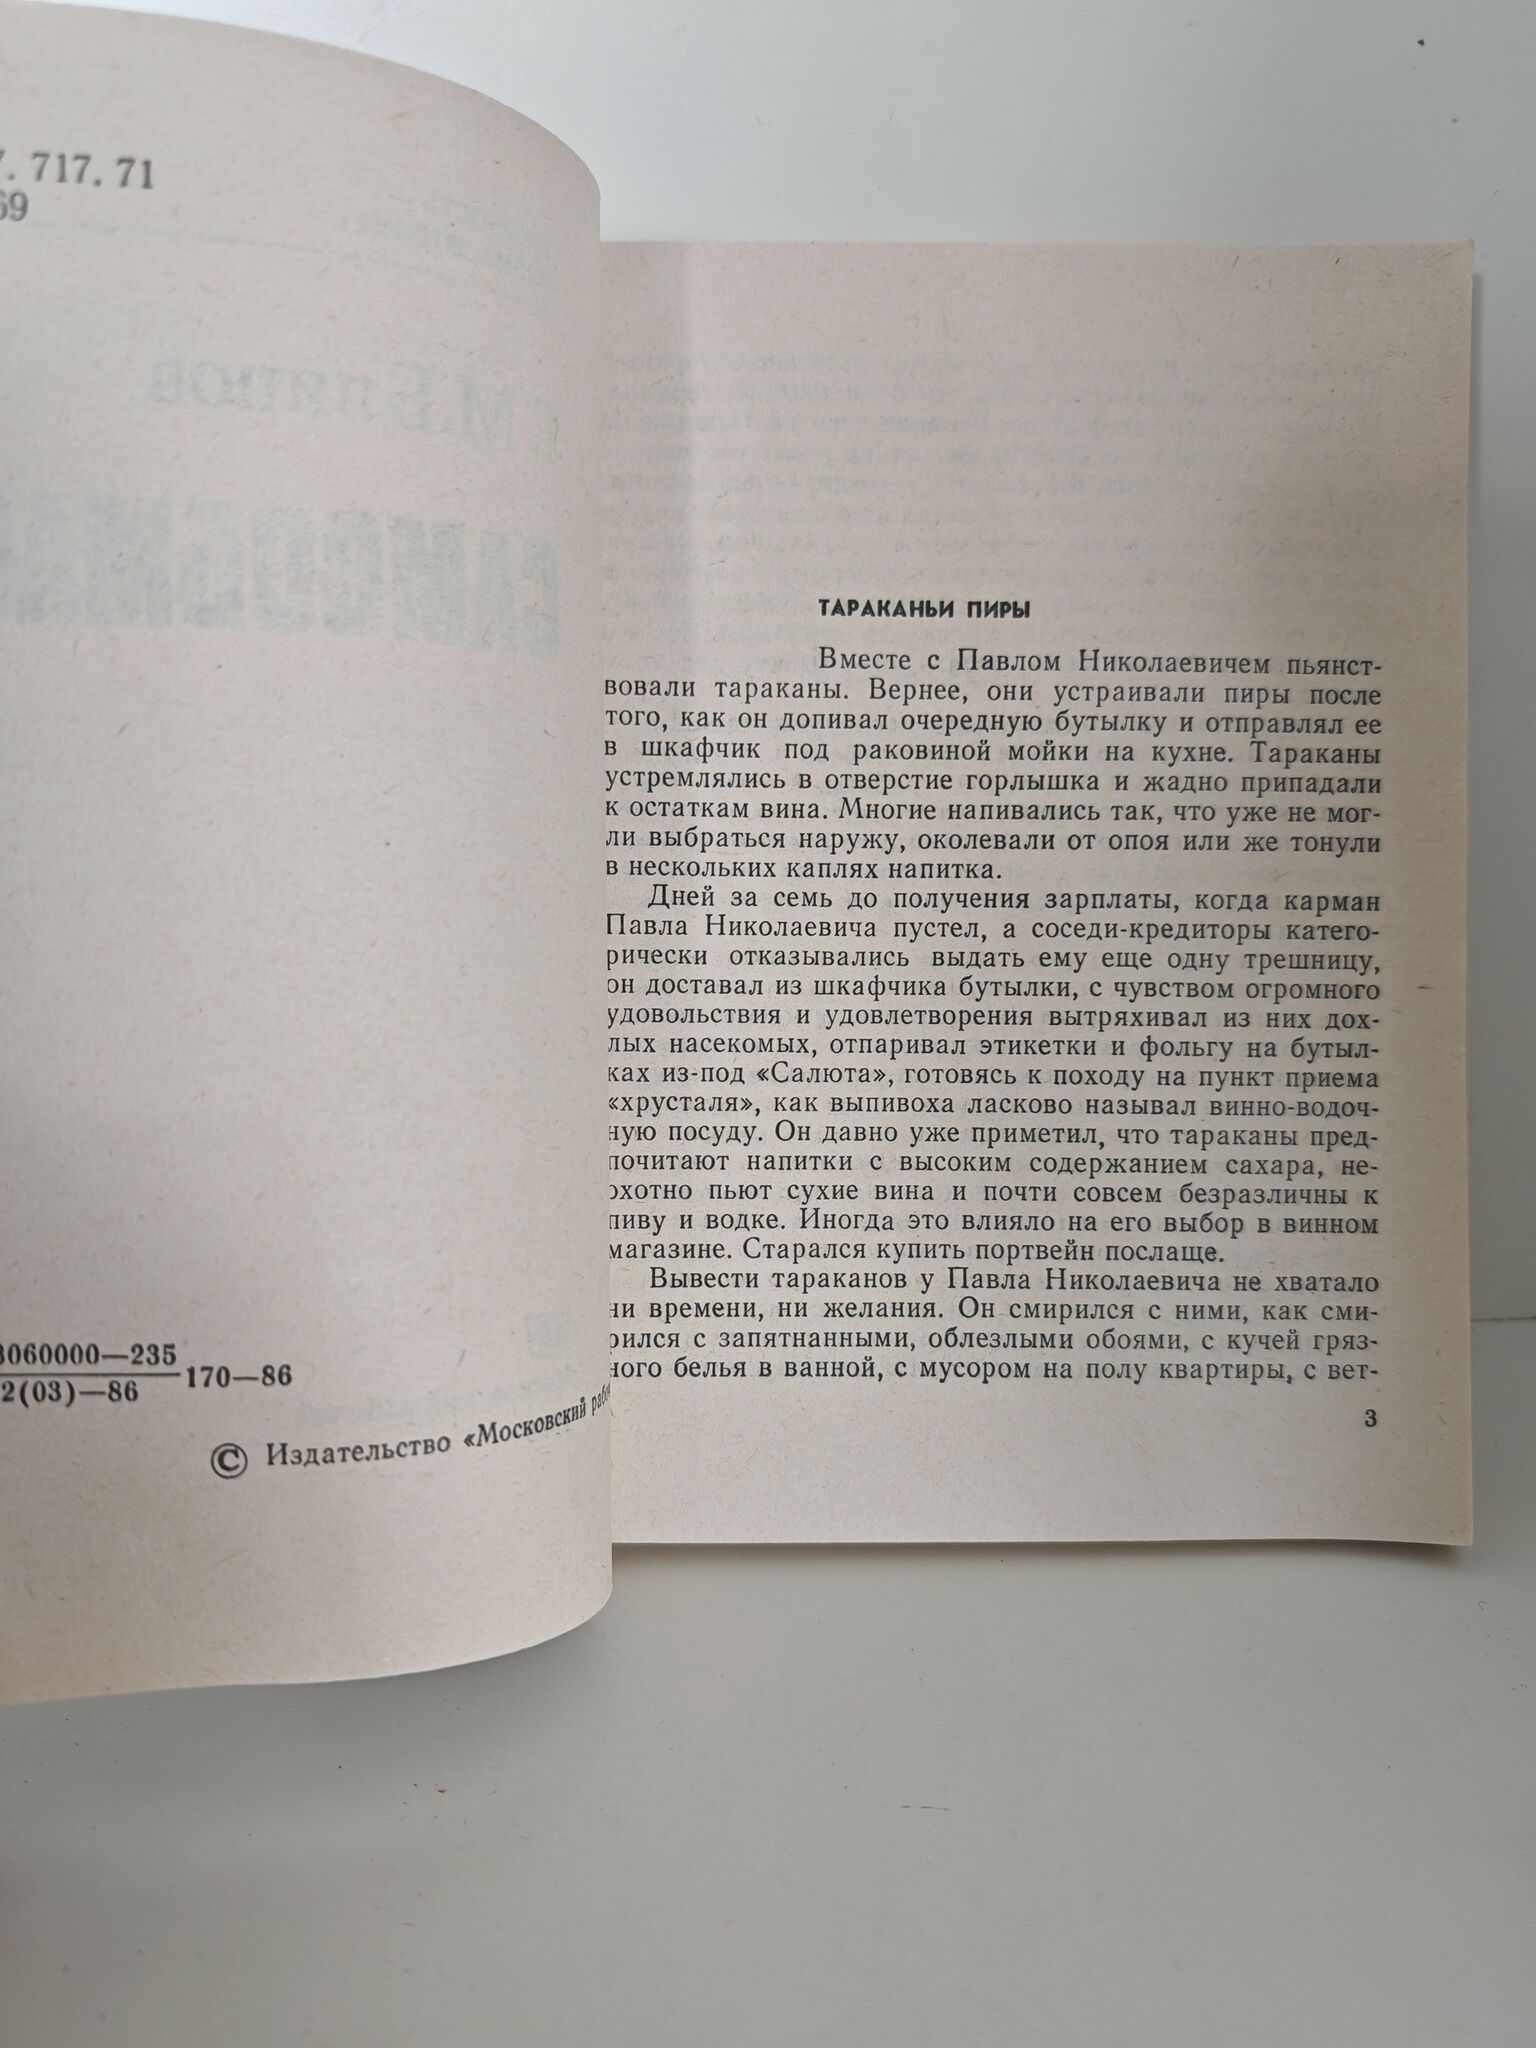 717. 71
69
3060000—235
2(03)—86
170—86
© Издательство «Московский
ТАРАКАНЬИ ПИРЫ
Вместе с Павлом Николаевичем пьянст-
вовали тараканы. Вернее, они устраивали пиры после
того, как он допивал очередную бутылку и отправлял ее
в шкафчик под раковиной мойки на кухне. Тараканы
устремлялись в отверстие горлышка и жадно припадали
к остаткам вина. Многие напивались так, что уже не мог-
ли выбраться наружу, околевали от опоя или же тонули
в нескольких каплях напитка.
Дней за семь до получения зарплаты, когда карман
Павла Николаевича пустел, а соседи-кредиторы катего-
рически отказывались выдать ему еще одну трешницу,
он доставал из шкафчика бутылки, с чувством огромного
удовольствия и удовлетворения вытряхивал из них дох-
лых насекомых, отпаривал этикетки и фольгу на бутыл-
ках из-под «Салюта», готовясь к походу на пункт приема
«хрусталя», как выпивоха ласково называл винно-водоч-
ную посуду. Он давно уже приметил, что тараканы пред-
почитают напитки с высоким содержанием сахара, не-
охотно пьют сухие вина и почти совсем безразличны к
пиву и водке. Иногда это влияло на его выбор в винном
магазине. Старался купить портвейн послаще.
Вывести тараканов у Павла Николаевича не хватало
ни времени, ни желания. Он смирился с ними, как сми-
рился с запятнанными, облезлыми обоями, с кучей гряз-
ного белья в ванной, с мусором на полу квартиры, с вет-
3